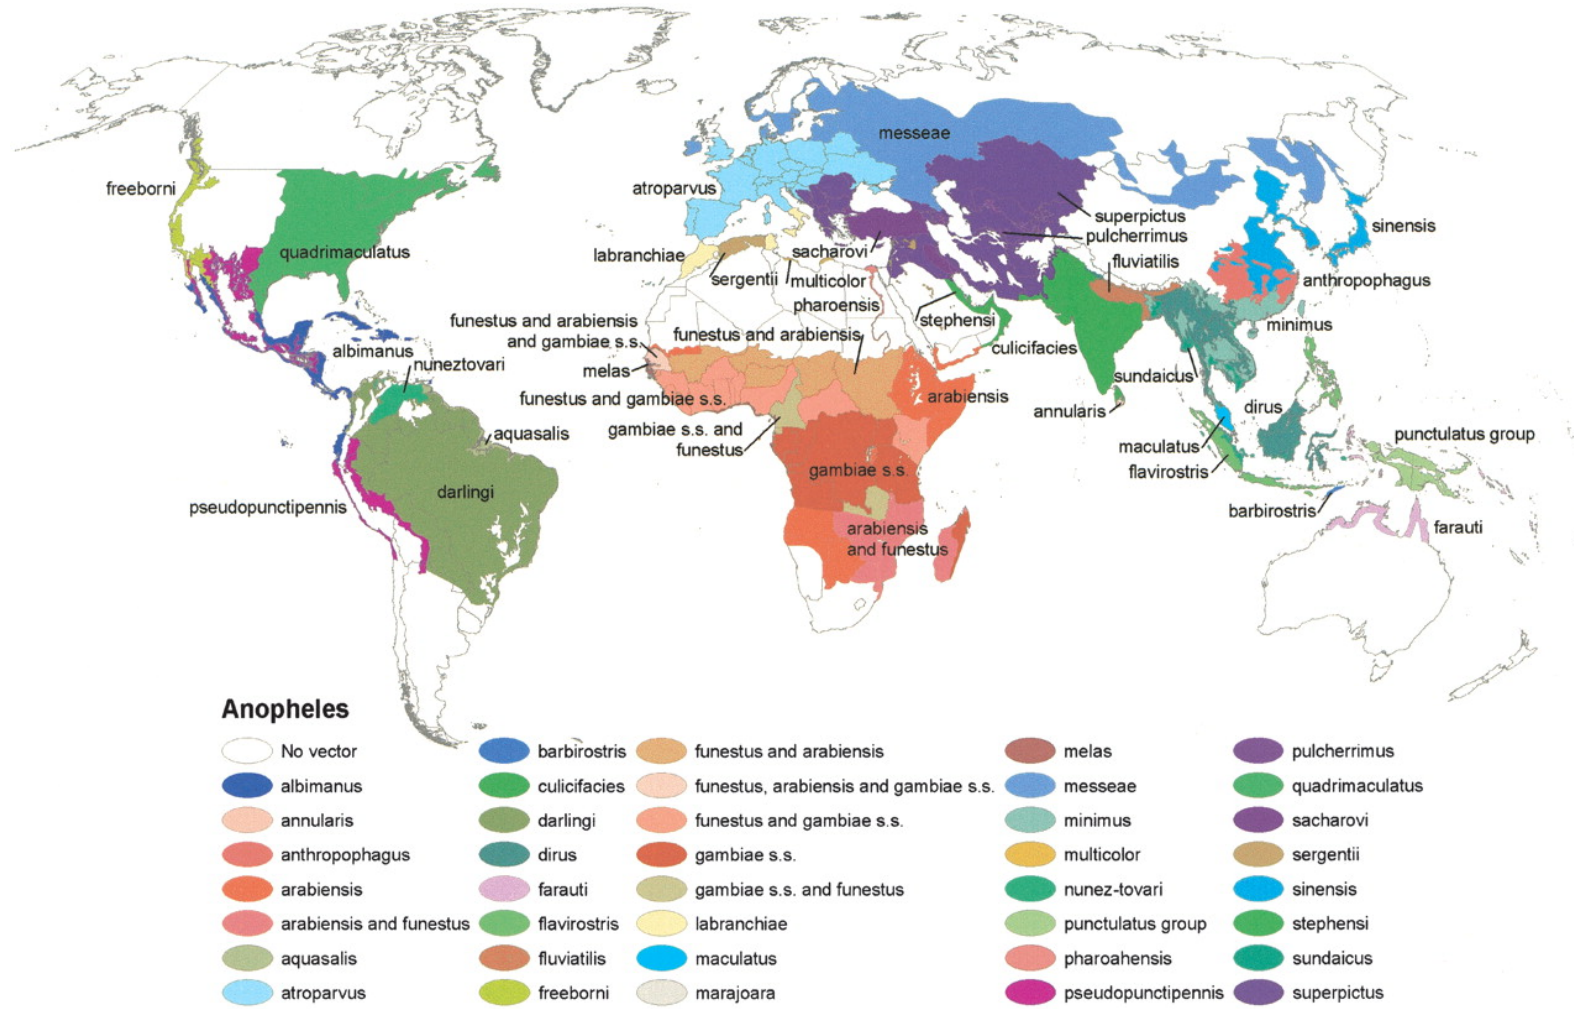 messeae
freeborni
atroparvus
superpictus
pulcherrimus
sinensis
quadrimaculatus
labranchiae
sacharovi
fluviatilis
sergentii
multicolor
anthropophagus
pharoensis
funestus and arabiensis
and gambiae s.s
funestus and arabiensis
stephensi
minimus
albimanus
culicifacies
nuneztovari
melas
sundaicus
funestus and gambiae s.s.
arabiensis
annularis
dirus
aquasalis
gambiae s.s. and
funestus
maculatus
punctulatus group
gambiae s.s.
flavirostris
darlingi
pseudopunctipennis
barbirostris
arabiensis
and funestus
farauti
Anopheles
No vector
albimanus
annularis
anthropophagus
arabiensis
arabiensis and funestus
aquasalis
atroparvus
barbirostris
culicifacies
darlingi
dirus
farauti
flavirostris
fluviatilis
freeborni
funestus and arabiensis
funestus, arabiensis and gambiae s.s.
funestus and gambiae s.s.
gambiae s.s.
gambiae s.s. and funestus
labranchiae
maculatus
marajoara
melas
messeae
minimus
multicolor
nunez-tovari
punctulatus group
pharoahensis
pseudopunctipennis
pulcherrimus
quadrimaculatus
sacharovi
sergentii
sinensis
stephensi
sundaicus
superpictus